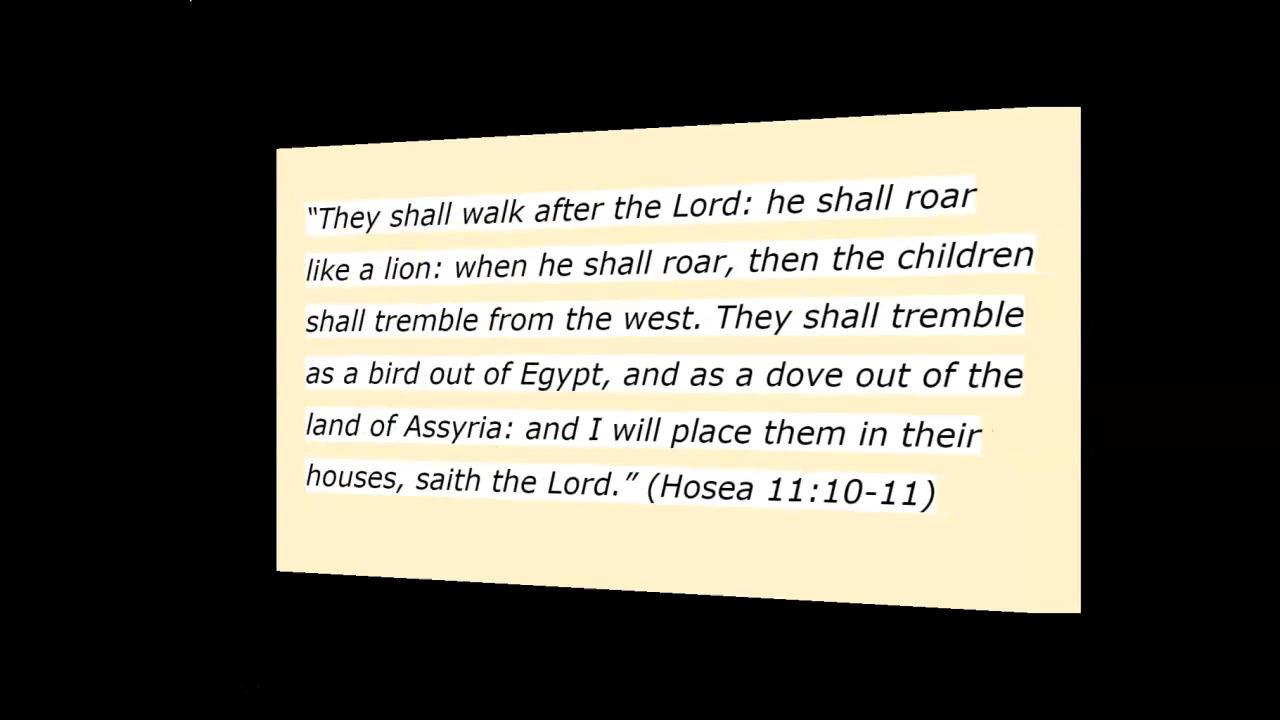 “They shall walk after the Lord: he shall roar
like a lion: when he shall roar, then the children
shall tremble from the west. They shall tremble
as a bird out of Egypt, and as a dove out of the
land of Assyria: and I will place them in their
houses, saith the Lord.” (Hosea 11:10-11)